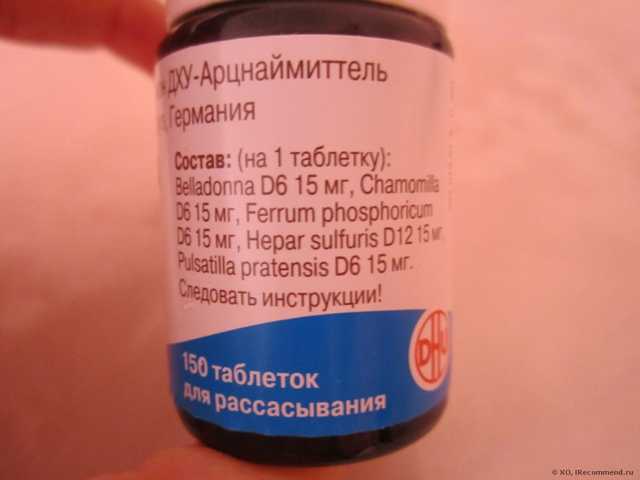 ДХУ-Арцнаймиттель
Германия
Состав: (на 1 таблетку):
Belladonna D6 15 мг, Chamomilla
D6 15 мг, Ferrum phosphoricum
D6 15 мг, Hepar sulfuris D12 15 мг,
Pulsatilla pratensis D6 15 мг.
Следовать инструкции!
150 таблеток
для рассасывания
DHU
© XO, IRecommend.ru